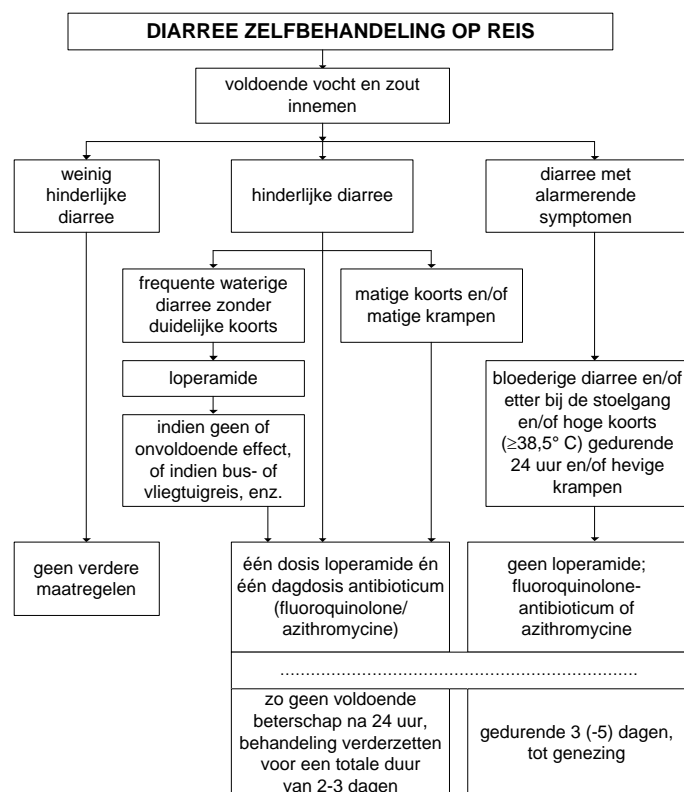 DIARREE ZELFBEHANDELING OP REIS
voldoende vocht en zout
innemen
weinig
hinderlijke
diarree
hinderlijke diarree
diarree met
alarmerende
symptomen
frequente waterige
diarree zonder
duidelijke koorts
matige koorts en/of
matige krampen
loperamide
indien geen of
onvoldoende effect,
of indien bus- of
vliegtuigreis, enz.
bloederige diarree en/of
etter bij de stoelgang
en/of hoge koorts
(≥38,5° C) gedurende
24 uur en/of hevige
krampen
geen verdere
maatregelen
één dosis loperamide én
één dagdosis antibioticum
(fluoroquinolone/
azithromycine)
geen loperamide;
fluoroquinolone-
antibioticum of
azithromycine
......................................................................
zo geen voldoende
beterschap na 24 uur,
behandeling verderzetten
voor een totale duur
van 2-3 dagen
gedurende 3 (-5) dagen,
tot genezing